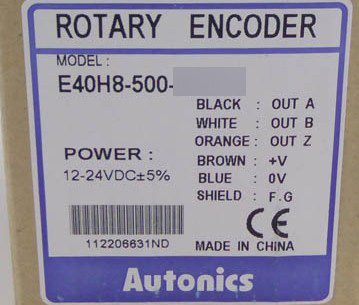 ROTARY ENCODER
MODEL :
E40H8-500-
BLACK : OUT A
WHITE : OUT B
ORANGE : OUT Z
POWER :
BROWN : +V
12-24VDC±5%
BLUE : 0V
SHIELD : F.G
CE
112206631ND
MADE IN CHINA
Autonics